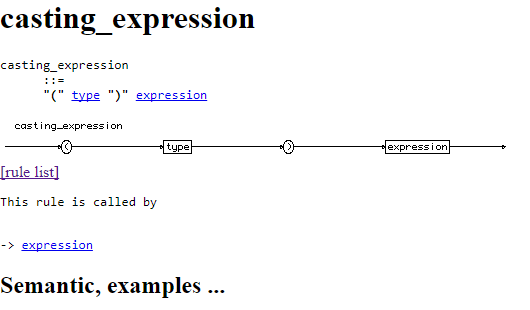 casting_expression
casting_expression
::=
"(" type ")" expression
casting_expression
( type ) expression
[rule list]
This rule is called by
-> expression
Semantic, examples ...